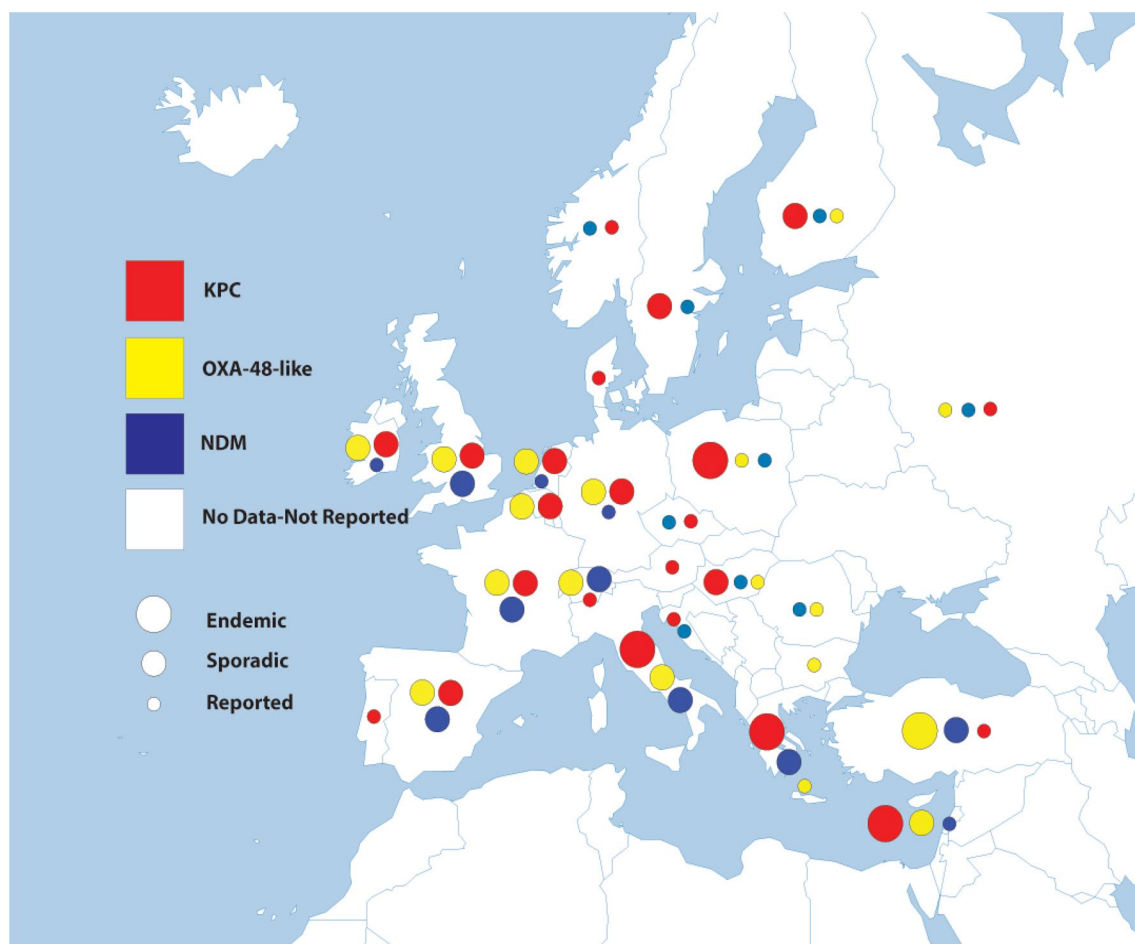 KPC
OXA-48-like
NDM
No Data-Not Reported
Endemic
Sporadic
Reported